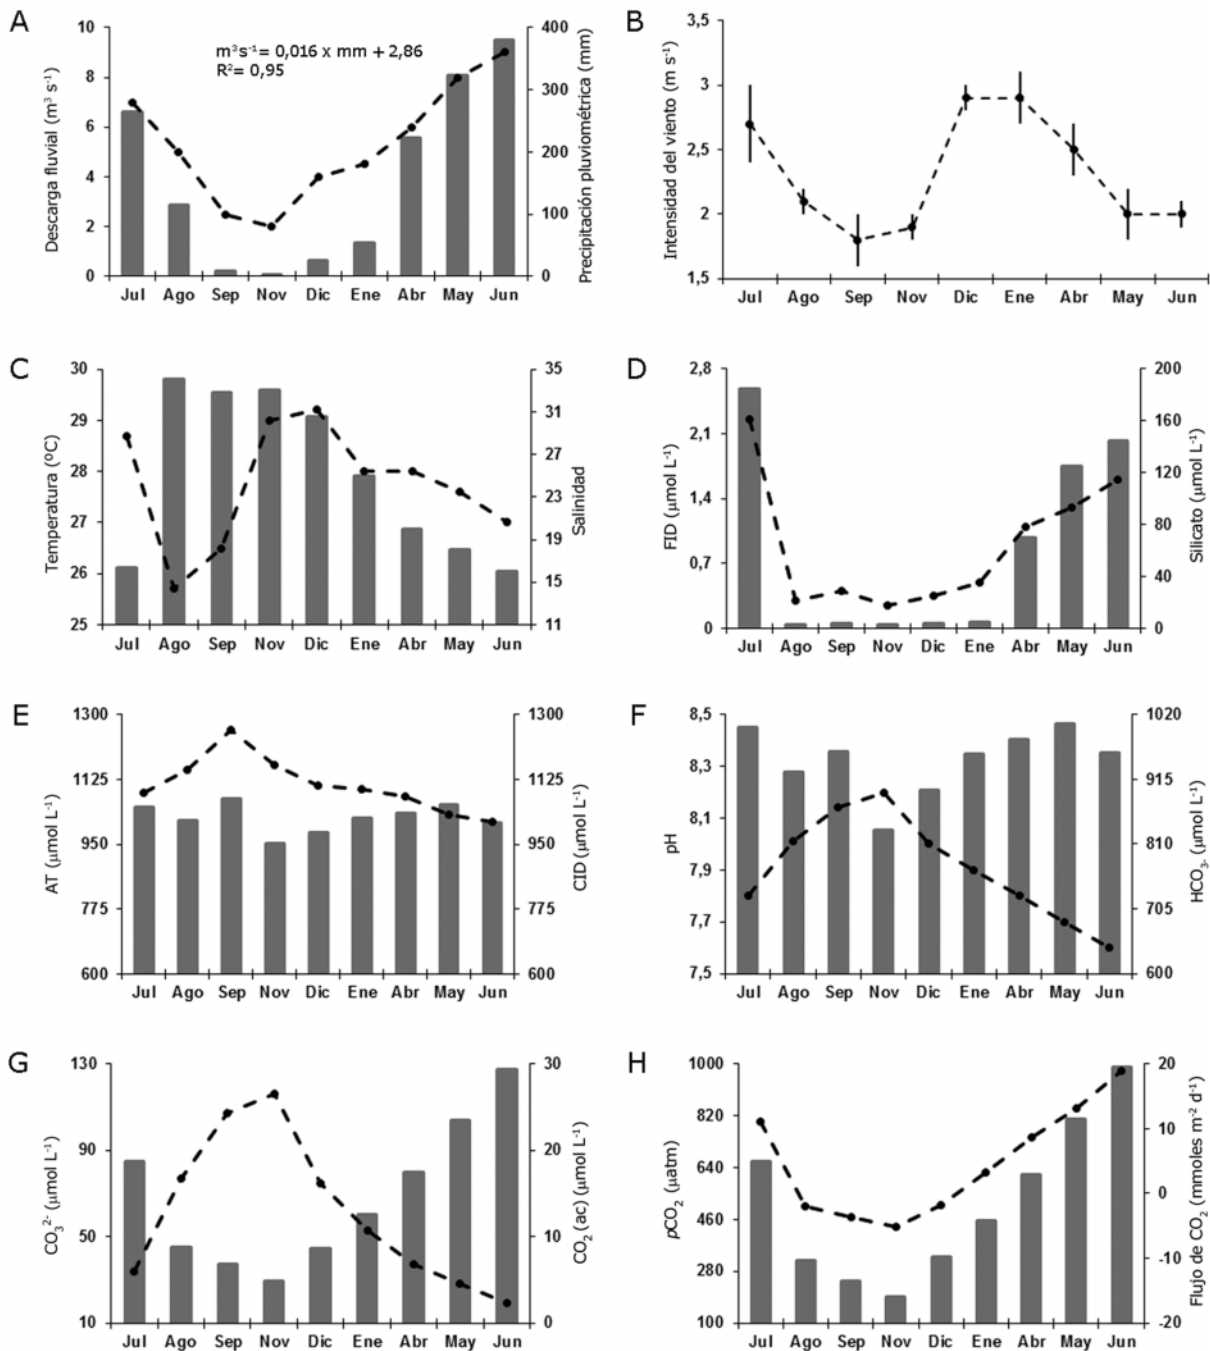 A
m³s⁻¹= 0,016 x mm + 2,86
R²= 0,95
Descarga fluvial (m³ s⁻¹)
10
8
6
4
2
0
Precipitación pluviométrica (mm)
400
300
200
100
0
Jul Ago Sep Nov Dic Ene Abr May Jun
B
Intensidad del viento (m s⁻¹)
3,5
3
2,5
2
1,5
Jul Ago Sep Nov Dic Ene Abr May Jun
C
Temperatura (ºC)
30
29
28
27
26
25
Salinidad
35
31
27
23
19
15
11
Jul Ago Sep Nov Dic Ene Abr May Jun
D
FID (µmol L⁻¹)
2,8
2,1
1,4
0,7
0
Silicato (µmol L⁻¹)
200
160
120
80
40
0
Jul Ago Sep Nov Dic Ene Abr May Jun
E
AT (µmol L⁻¹)
1300
1125
950
775
600
CID (µmol L⁻¹)
1300
1125
950
775
600
Jul Ago Sep Nov Dic Ene Abr May Jun
F
pH
8,5
8,3
8,1
7,9
7,7
7,5
HCO₃₋ (µmol L⁻¹)
1020
915
810
705
600
Jul Ago Sep Nov Dic Ene Abr May Jun
G
CO₃²⁻ (µmol L⁻¹)
130
90
50
10
CO₂ (ac) (µmol L⁻¹)
30
20
10
0
Jul Ago Sep Nov Dic Ene Abr May Jun
H
pCO₂ (µatm)
1000
820
640
460
280
100
Flujo de CO₂ (mmoles m⁻² d⁻¹)
20
10
0
-10
-20
Jul Ago Sep Nov Dic Ene Abr May Jun